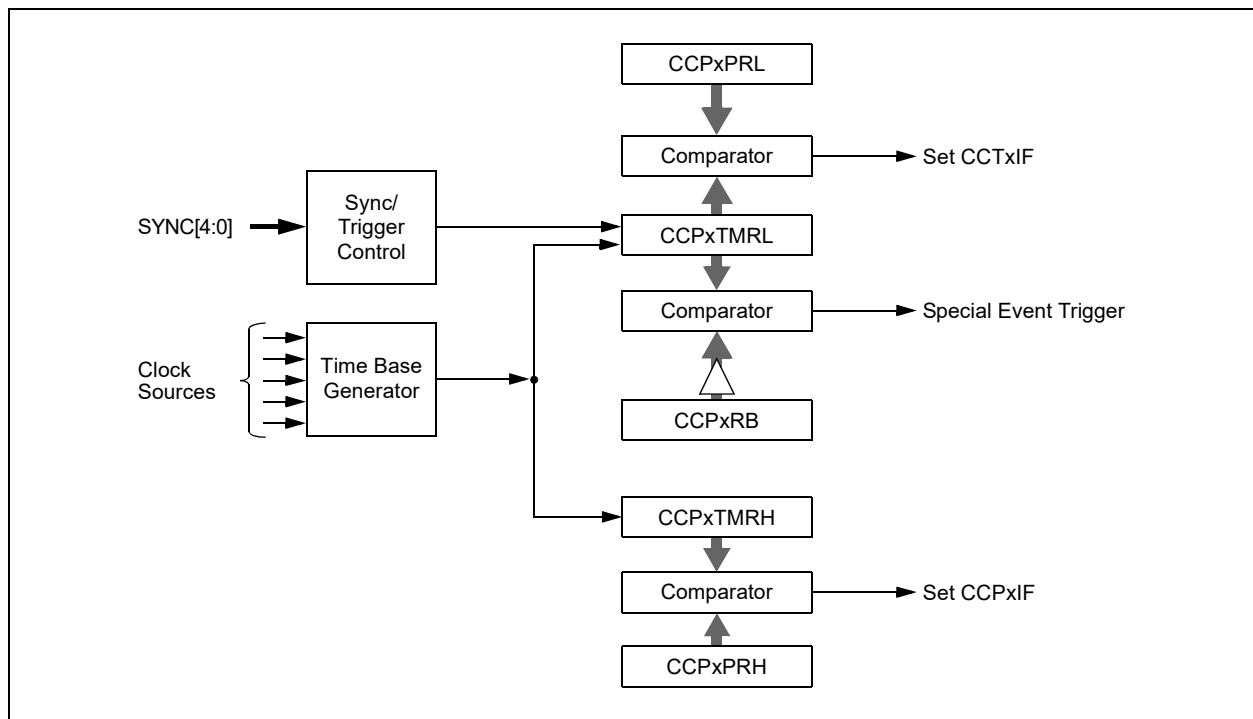 CCPxPRL
Comparator
Set CCTxIF
SYNC[4:0]
Sync/
Trigger
Control
CCPxTMRL
Comparator
Special Event Trigger
Clock
Sources
Time Base
Generator
CCPxRB
CCPxTMRH
Comparator
Set CCPxIF
CCPxPRH